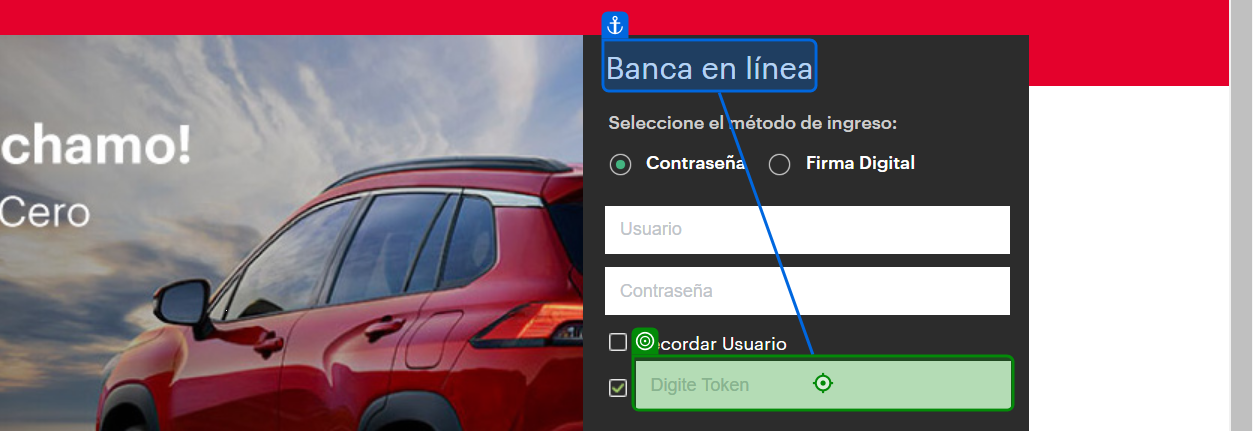 Banca en línea
chamo!
Cero
Seleccione el método de ingreso:
Contraseña
Firma Digital
Usuario
Contraseña
ecordar Usuario
Digite Token